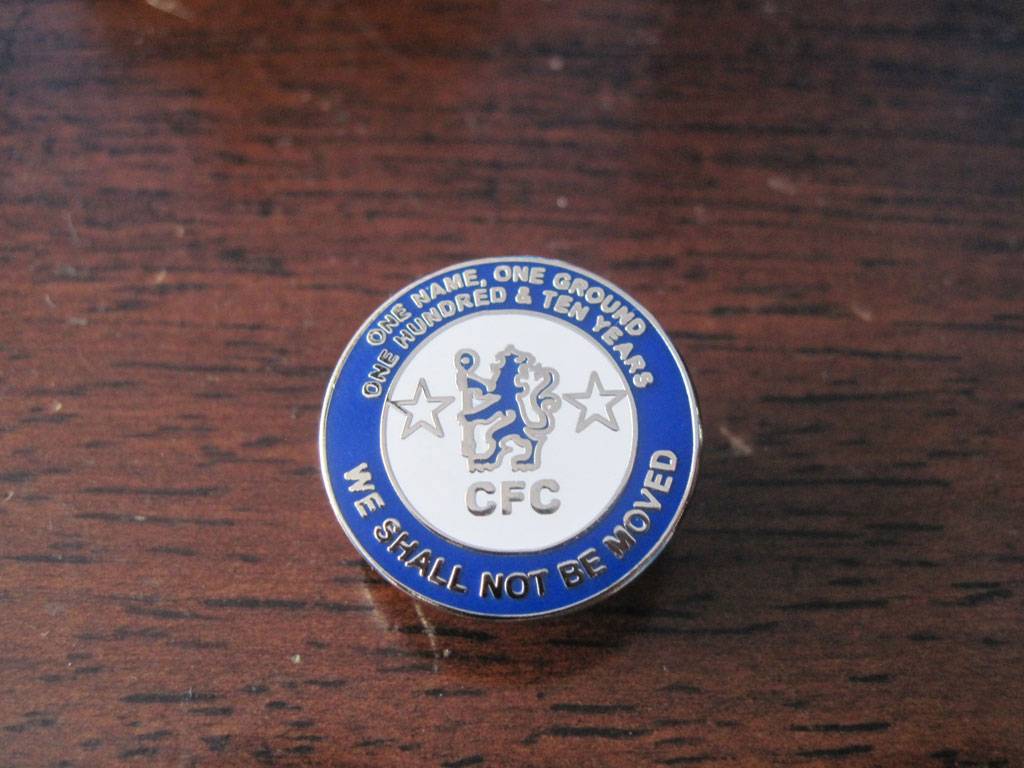 ONE NAME, ONE GROUND
ONE HUNDRED & TEN YEARS
CFC
WE SHALL NOT BE MOVED